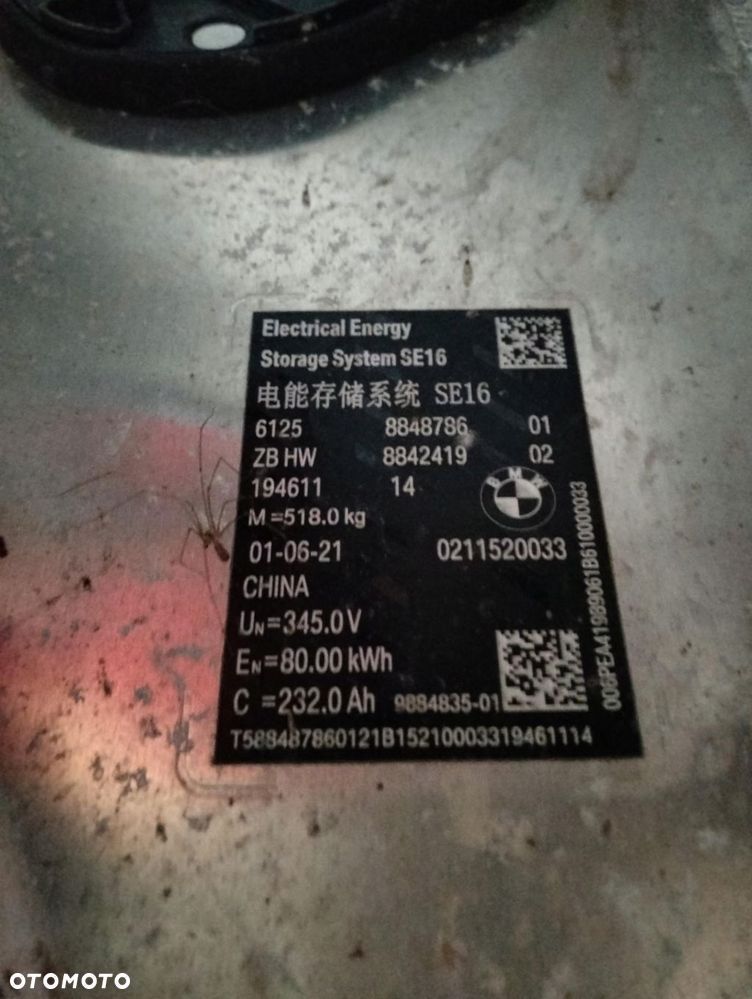 Electrical Energy
Storage System SE16
电能存储系统 SE16
6125 8848786 01
ZB HW 8842419 02
194611 14
BMW
M =518.0 kg
01-06-21 0211520033
CHINA
UN=345.0V
EN=80.00 kWh
C =232.0 Ah 9884835-01
T588487860121B15210003319461114
006PEA41989061B610000033
OTOMOTO